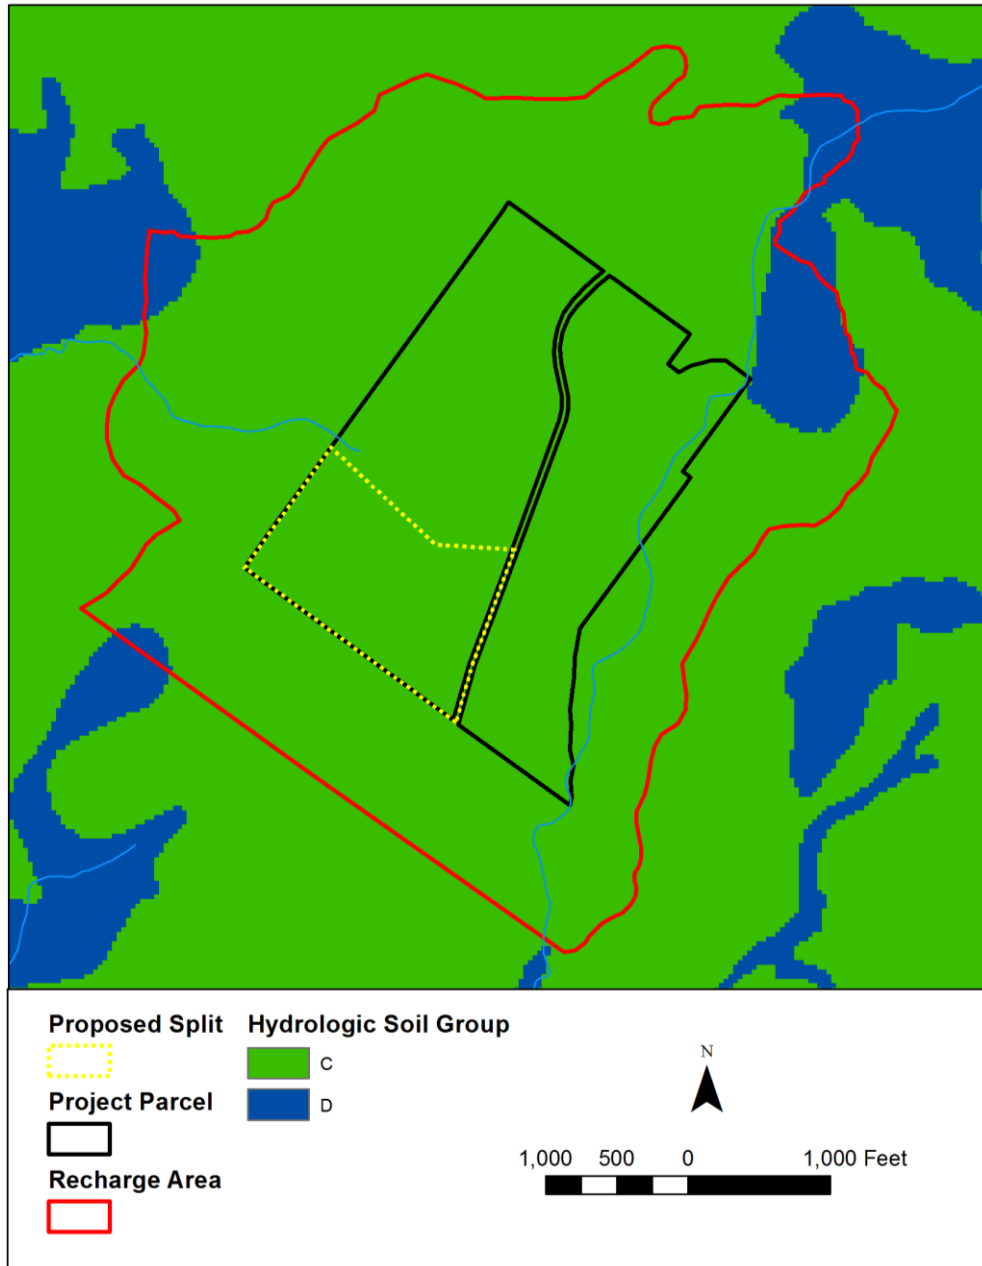 Proposed Split
Hydrologic Soil Group
C
D
Project Parcel
Recharge Area
N
1,000 500 0 1,000 Feet